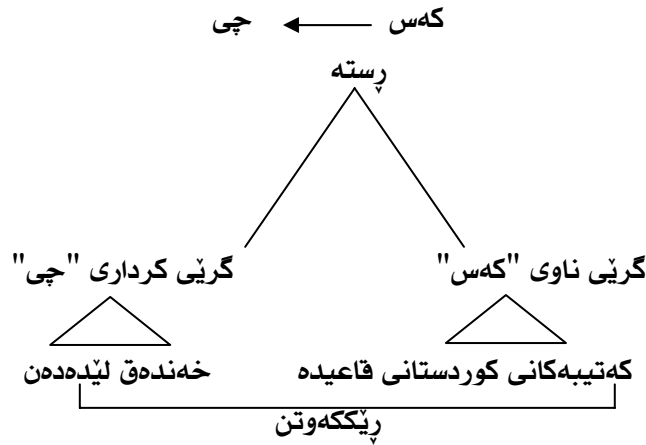 کەس چی
ڕستە
گرێی ناوی "کەس" گرێی کرداری "چی"
کەتیبەکانی کوردستانی قاعیدە خەندەق لێدەدەن
ڕێککەوتن